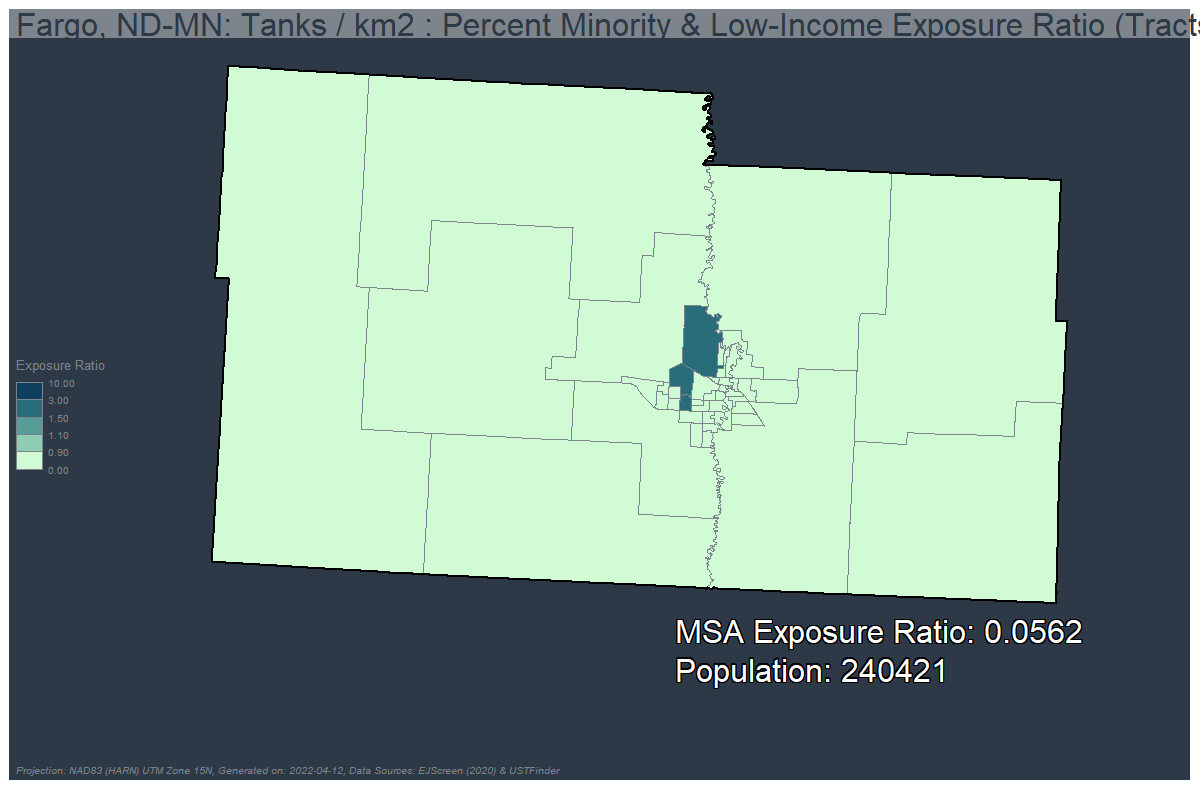 Fargo, ND-MN: Tanks / km2 : Percent Minority & Low-Income Exposure Ratio (Tracts
Exposure Ratio
10.00
3.00
1.50
1.10
0.90
0.00
MSA Exposure Ratio: 0.0562
Population: 240421
Projection: NAD83 (HARN) UTM Zone 15N, Generated on: 2022-04-12, Data Sources: EJScreen (2020) & USTFinder